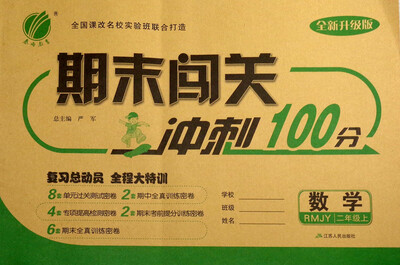 全国课改名校实验班联合打造
全新升级版
春雨教育
期末闯关
总主编 严军
冲刺100分
复习总动员 全程大特训
8套单元过关测试密卷 2套期中全真训练密卷
4套专项提高检测密卷 2套期末考前提分训练密卷
6套期末全真训练密卷
学校:
班级:
姓名:
数学
RMJY 二年级上
江苏人民出版社